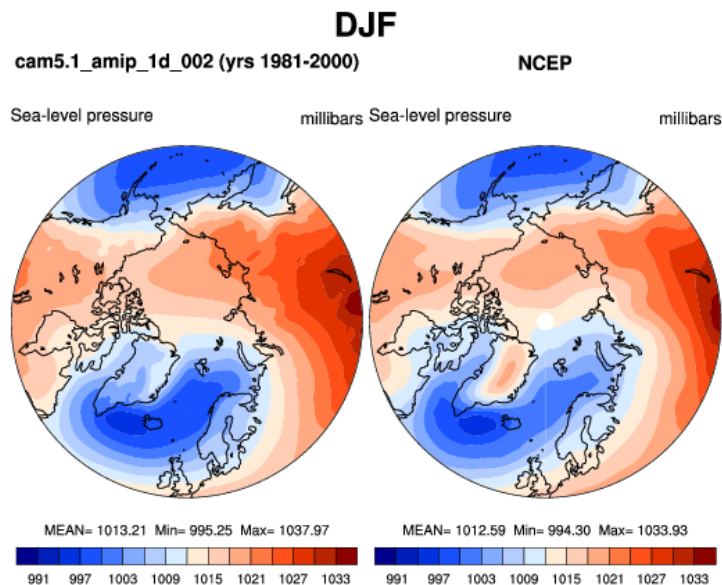 DJF
cam5.1_amip_1d_002 (yrs 1981-2000) NCEP
Sea-level pressure millibars Sea-level pressure millibars
MEAN= 1013.21 Min= 995.25 Max= 1037.97 MEAN= 1012.59 Min= 994.30 Max= 1033.93
991 997 1003 1009 1015 1021 1027 1033 991 997 1003 1009 1015 1021 1027 1033